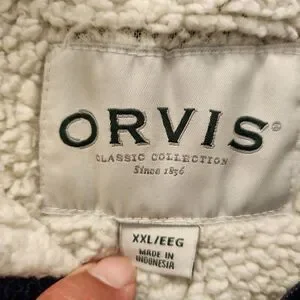 ORVIS®
CLASSIC COLLECTION
Since 1856
XXL/EEG
MADE IN
INDONESIA